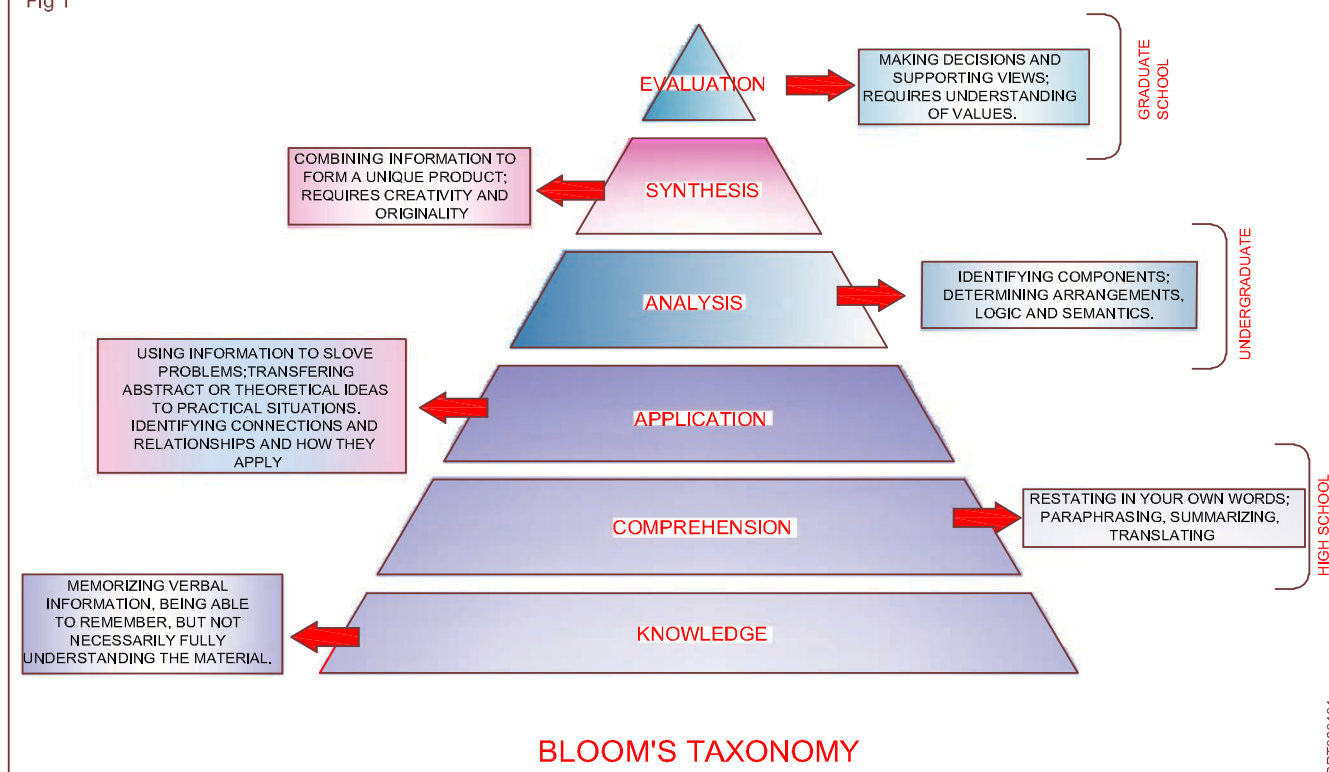 Fig 1
EVALUATION
MAKING DECISIONS AND
SUPPORTING VIEWS;
REQUIRES UNDERSTANDING
OF VALUES.
GRADUATE
SCHOOL
COMBINING INFORMATION TO
FORM A UNIQUE PRODUCT;
REQUIRES CREATIVITY AND
ORIGINALITY
SYNTHESIS
ANALYSIS
IDENTIFYING COMPONENTS;
DETERMINING ARRANGEMENTS,
LOGIC AND SEMANTICS.
UNDERGRADUATE
USING INFORMATION TO SLOVE
PROBLEMS;TRANSFERING
ABSTRACT OR THEORETICAL IDEAS
TO PRACTICAL SITUATIONS.
IDENTIFYING CONNECTIONS AND
RELATIONSHIPS AND HOW THEY
APPLY
APPLICATION
COMPREHENSION
RESTATING IN YOUR OWN WORDS;
PARAPHRASING, SUMMARIZING,
TRANSLATING
HIGH SCHOOL
MEMORIZING VERBAL
INFORMATION, BEING ABLE
TO REMEMBER, BUT NOT
NECESSARILY FULLY
UNDERSTANDING THE MATERIAL.
KNOWLEDGE
BLOOM'S TAXONOMY